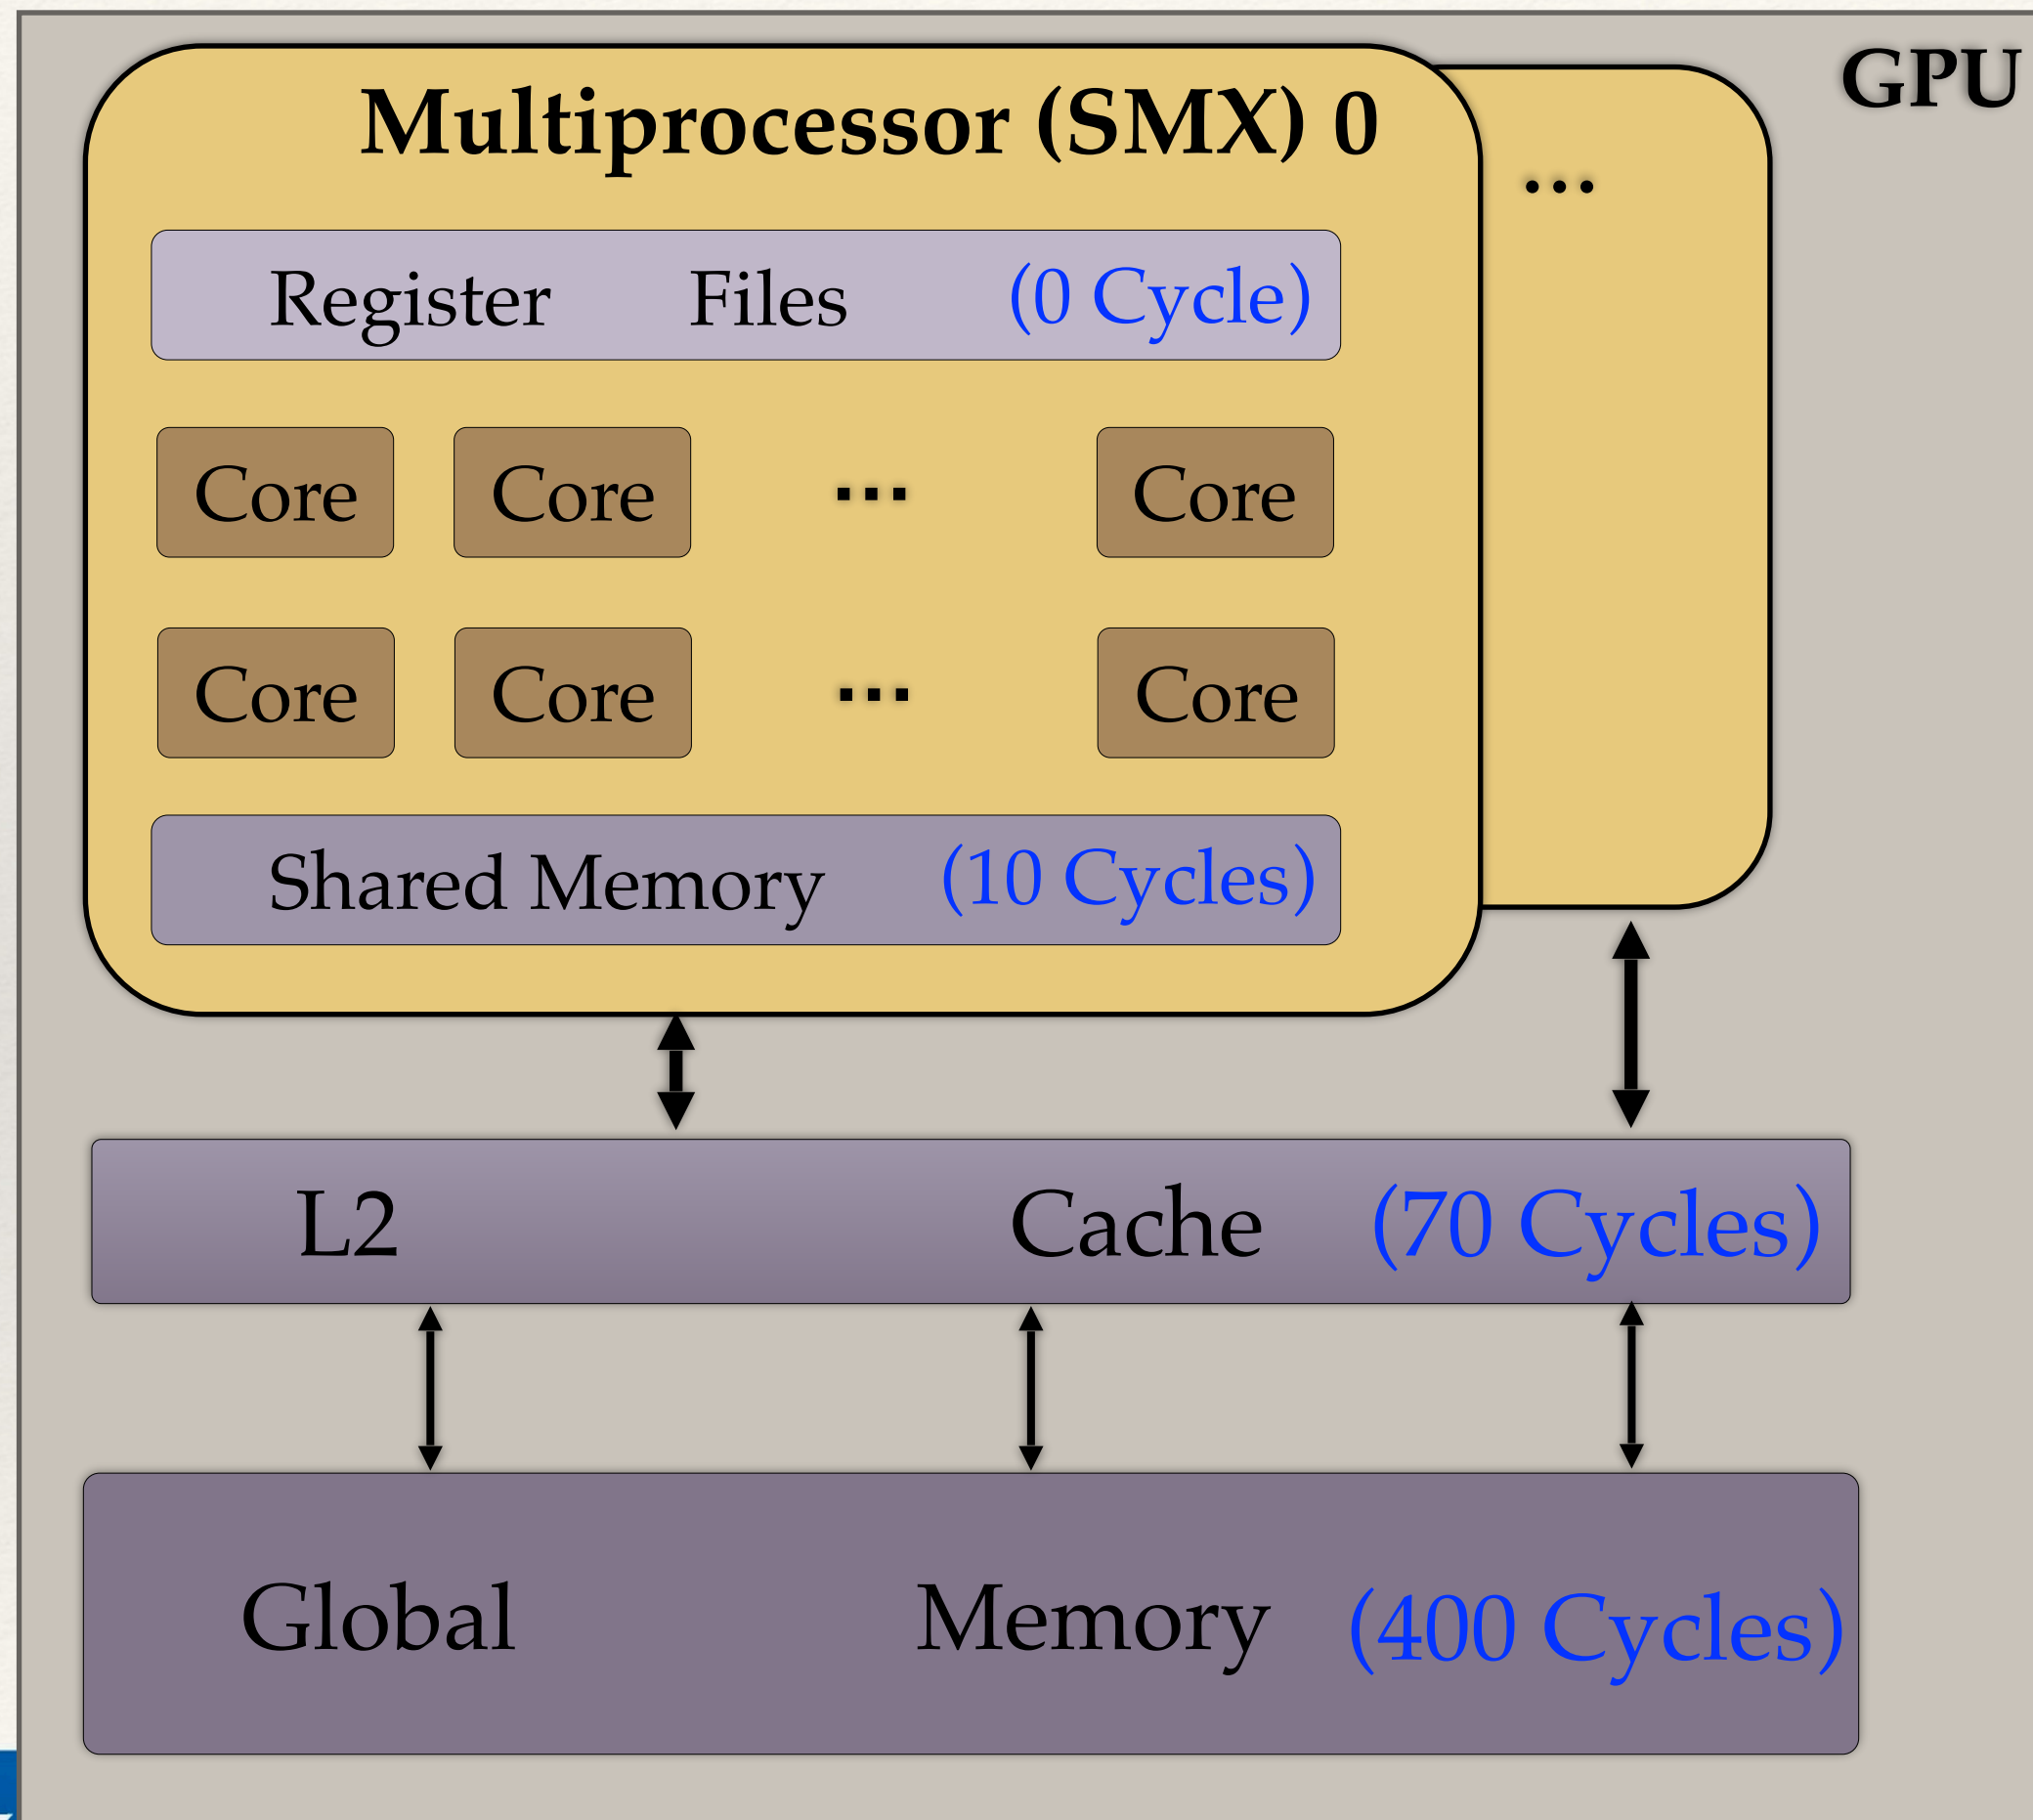 GPU
Multiprocessor (SMX) 0
...
Register Files (0 Cycle)
Core Core ... Core
Core Core ... Core
Shared Memory (10 Cycles)
L2 Cache (70 Cycles)
Global Memory (400 Cycles)